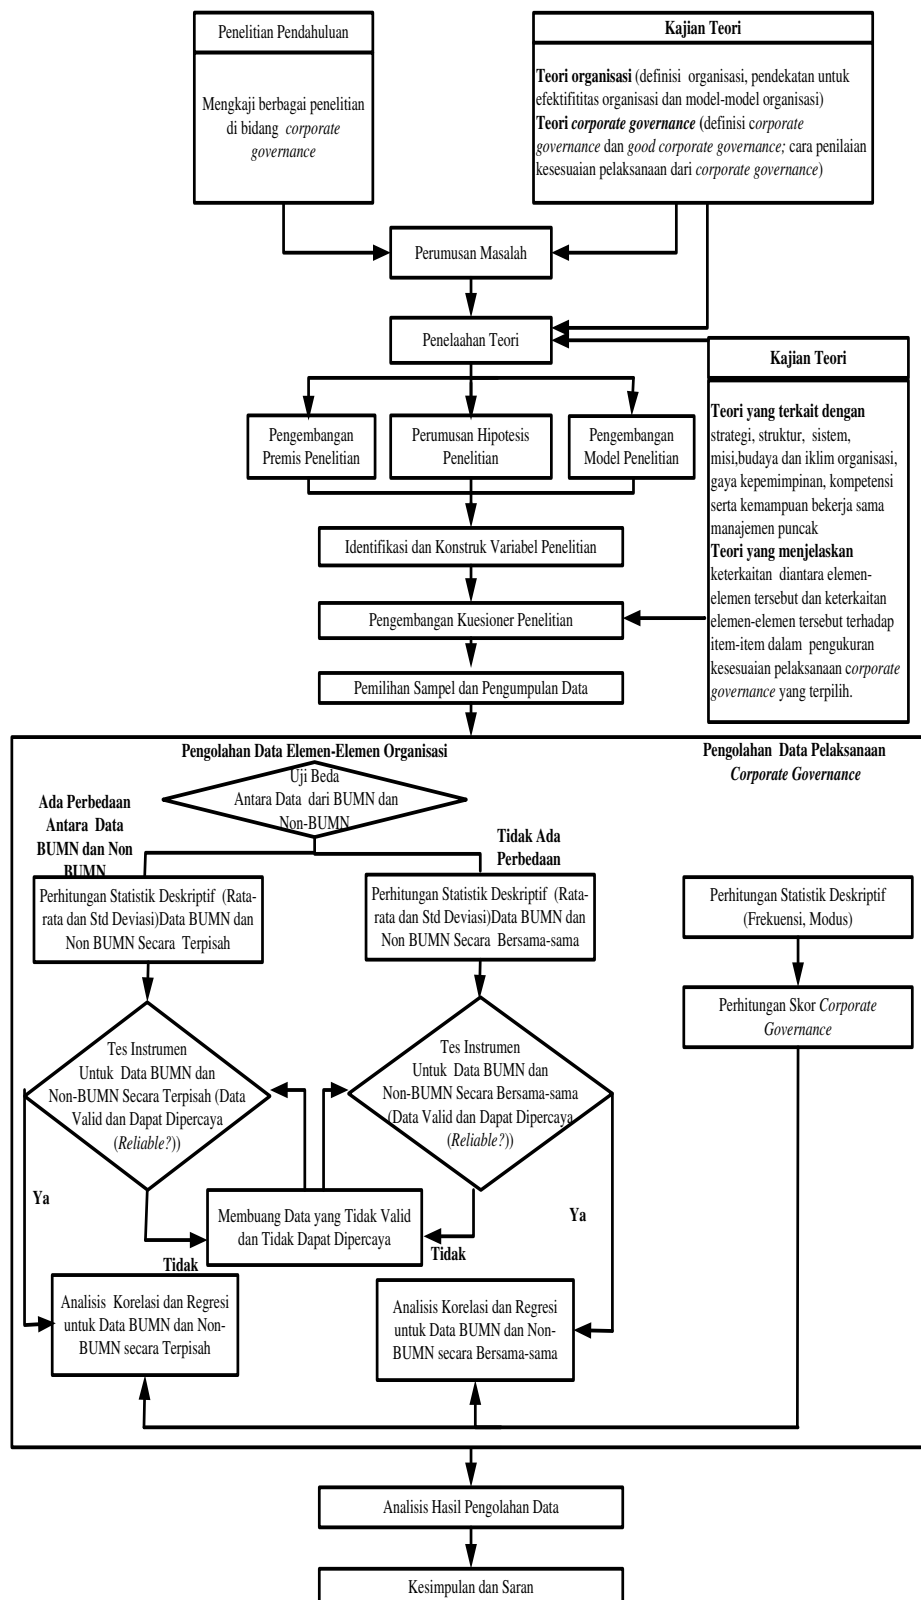 Penelitian Pendahuluan
Mengkaji berbagai penelitian
di bidang corporate
governance
Kajian Teori
Teori organisasi (definisi organisasi, pendekatan untuk
efektifititas organisasi dan model-model organisasi)
Teori corporate governance (definisi corporate
governance dan good corporate governance; cara penilaian
kesesuaian pelaksanaan dari corporate governance)
Perumusan Masalah
Penelaahan Teori
Kajian Teori
Teori yang terkait dengan
strategi, struktur, sistem,
misi,budaya dan iklim organisasi,
gaya kepemimpinan, kompetensi
serta kemampuan bekerja sama
manajemen puncak
Teori yang menjelaskan
keterkaitan diantara elemen-
elemen tersebut dan keterkaitan
elemen-elemen tersebut terhadap
item-item dalam pengukuran
kesesuaian pelaksanaan corporate
governance yang terpilih.
Pengembangan
Premis Penelitian
Perumusan Hipotesis
Penelitian
Pengembangan
Model Penelitian
Identifikasi dan Konstruk Variabel Penelitian
Pengembangan Kuesioner Penelitian
Pemilihan Sampel dan Pengumpulan Data
Pengolahan Data Elemen-Elemen Organisasi
Pengolahan Data Pelaksanaan
Corporate Governance
Uji Beda
Antara Data dari BUMN dan
Non-BUMN
Ada Perbedaan
Antara Data
BUMN dan Non
BUMN
Tidak Ada
Perbedaan
Perhitungan Statistik Deskriptif (Rata-
rata dan Std Deviasi)Data BUMN dan
Non BUMN Secara Terpisah
Perhitungan Statistik Deskriptif (Rata-
rata dan Std Deviasi)Data BUMN dan
Non BUMN Secara Bersama-sama
Perhitungan Statistik Deskriptif
(Frekuensi, Modus)
Perhitungan Skor Corporate
Governance
Tes Instrumen
Untuk Data BUMN dan
Non-BUMN Secara Terpisah (Data
Valid dan Dapat Dipercaya
(Reliable?))
Tes Instrumen
Untuk Data BUMN dan
Non-BUMN Secara Bersama-sama
(Data Valid dan Dapat Dipercaya
(Reliable?))
Ya
Membuang Data yang Tidak Valid
dan Tidak Dapat Dipercaya
Ya
Tidak
Tidak
Analisis Korelasi dan Regresi
untuk Data BUMN dan Non-
BUMN secara Terpisah
Analisis Korelasi dan Regresi
untuk Data BUMN dan Non-
BUMN secara Bersama-sama
Analisis Hasil Pengolahan Data
Kesimpulan dan Saran